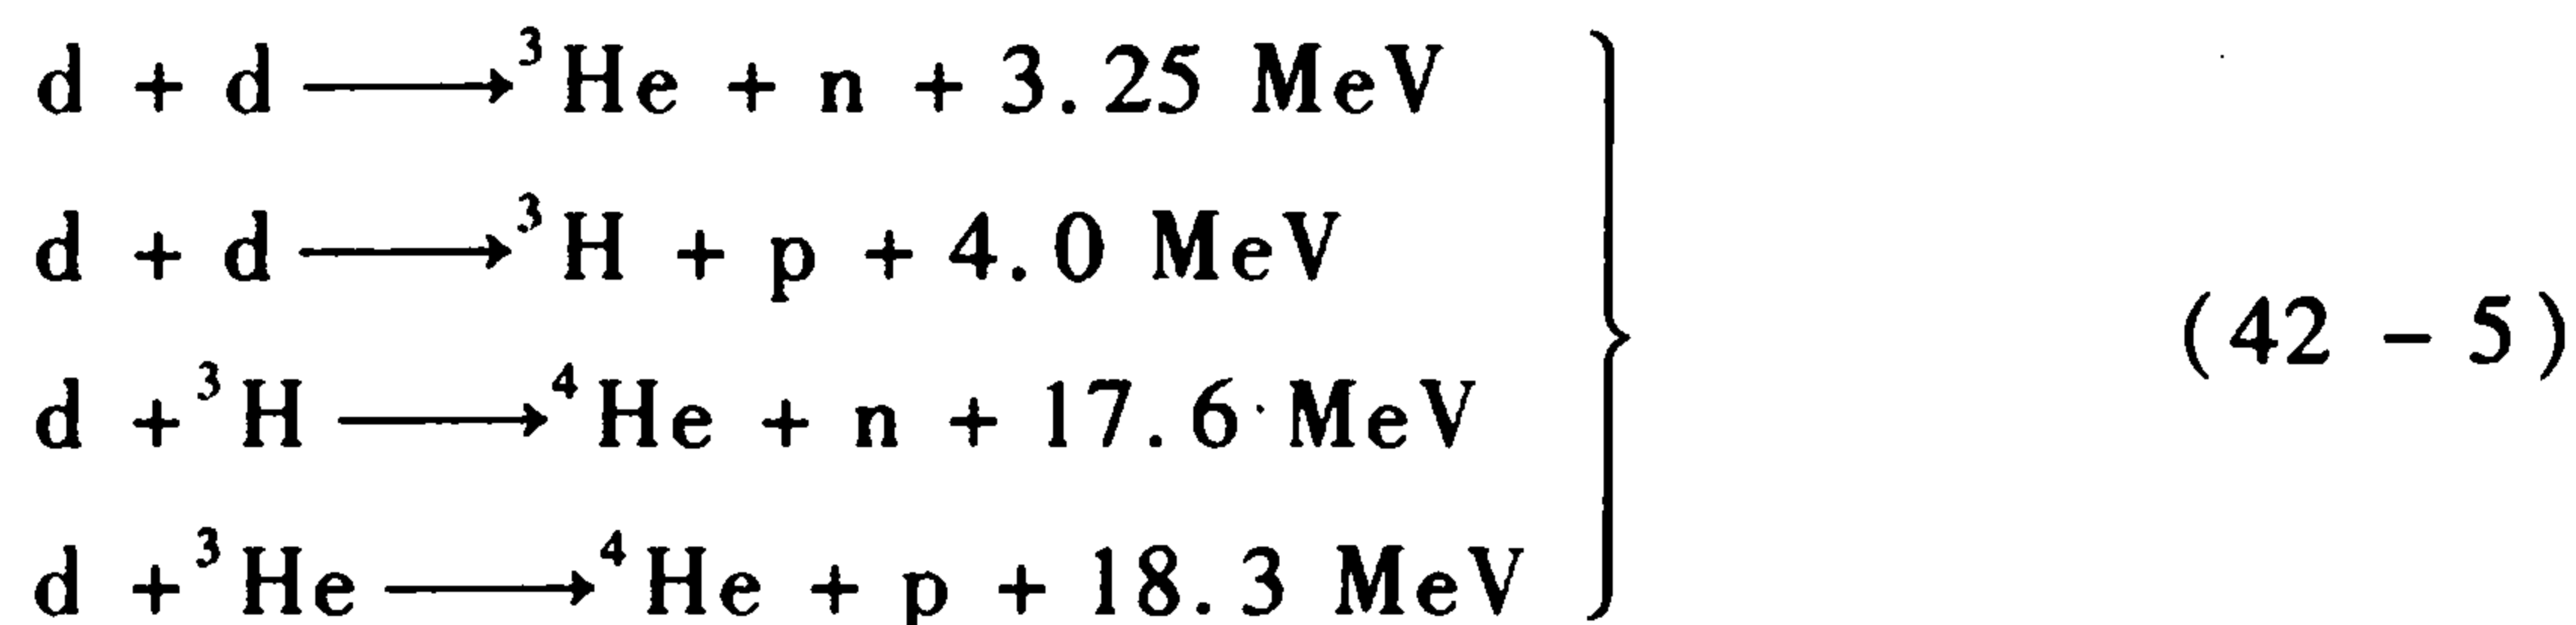 d + d ⟶ ³He + n + 3.25 MeV
d + d ⟶ ³H + p + 4.0 MeV
d + ³H ⟶ ⁴He + n + 17.6 MeV
d + ³He ⟶ ⁴He + p + 18.3 MeV
(42 - 5)